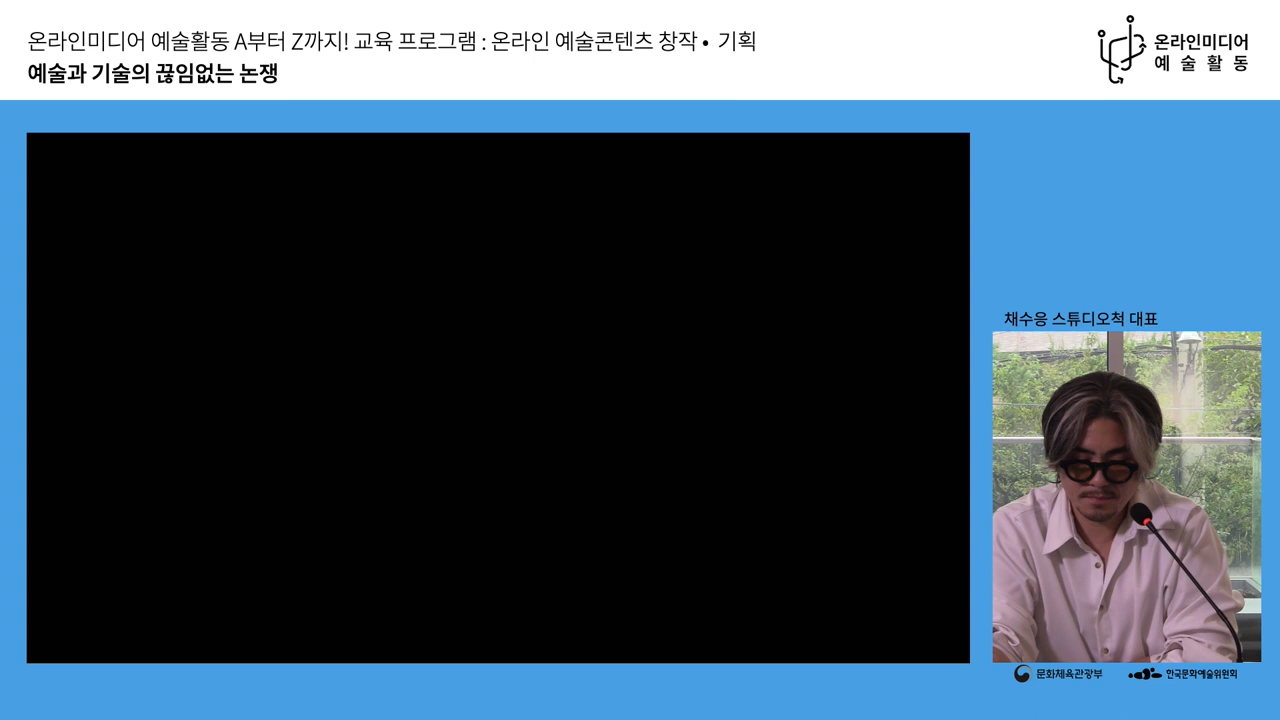 온라인미디어 예술활동 A부터 Z까지! 교육 프로그램 : 온라인 예술콘텐츠 창작 • 기획
예술과 기술의 끊임없는 논쟁
온라인미디어
예 술 활 동
채수응 스튜디오척 대표
문화체육관광부
한국문화예술위원회